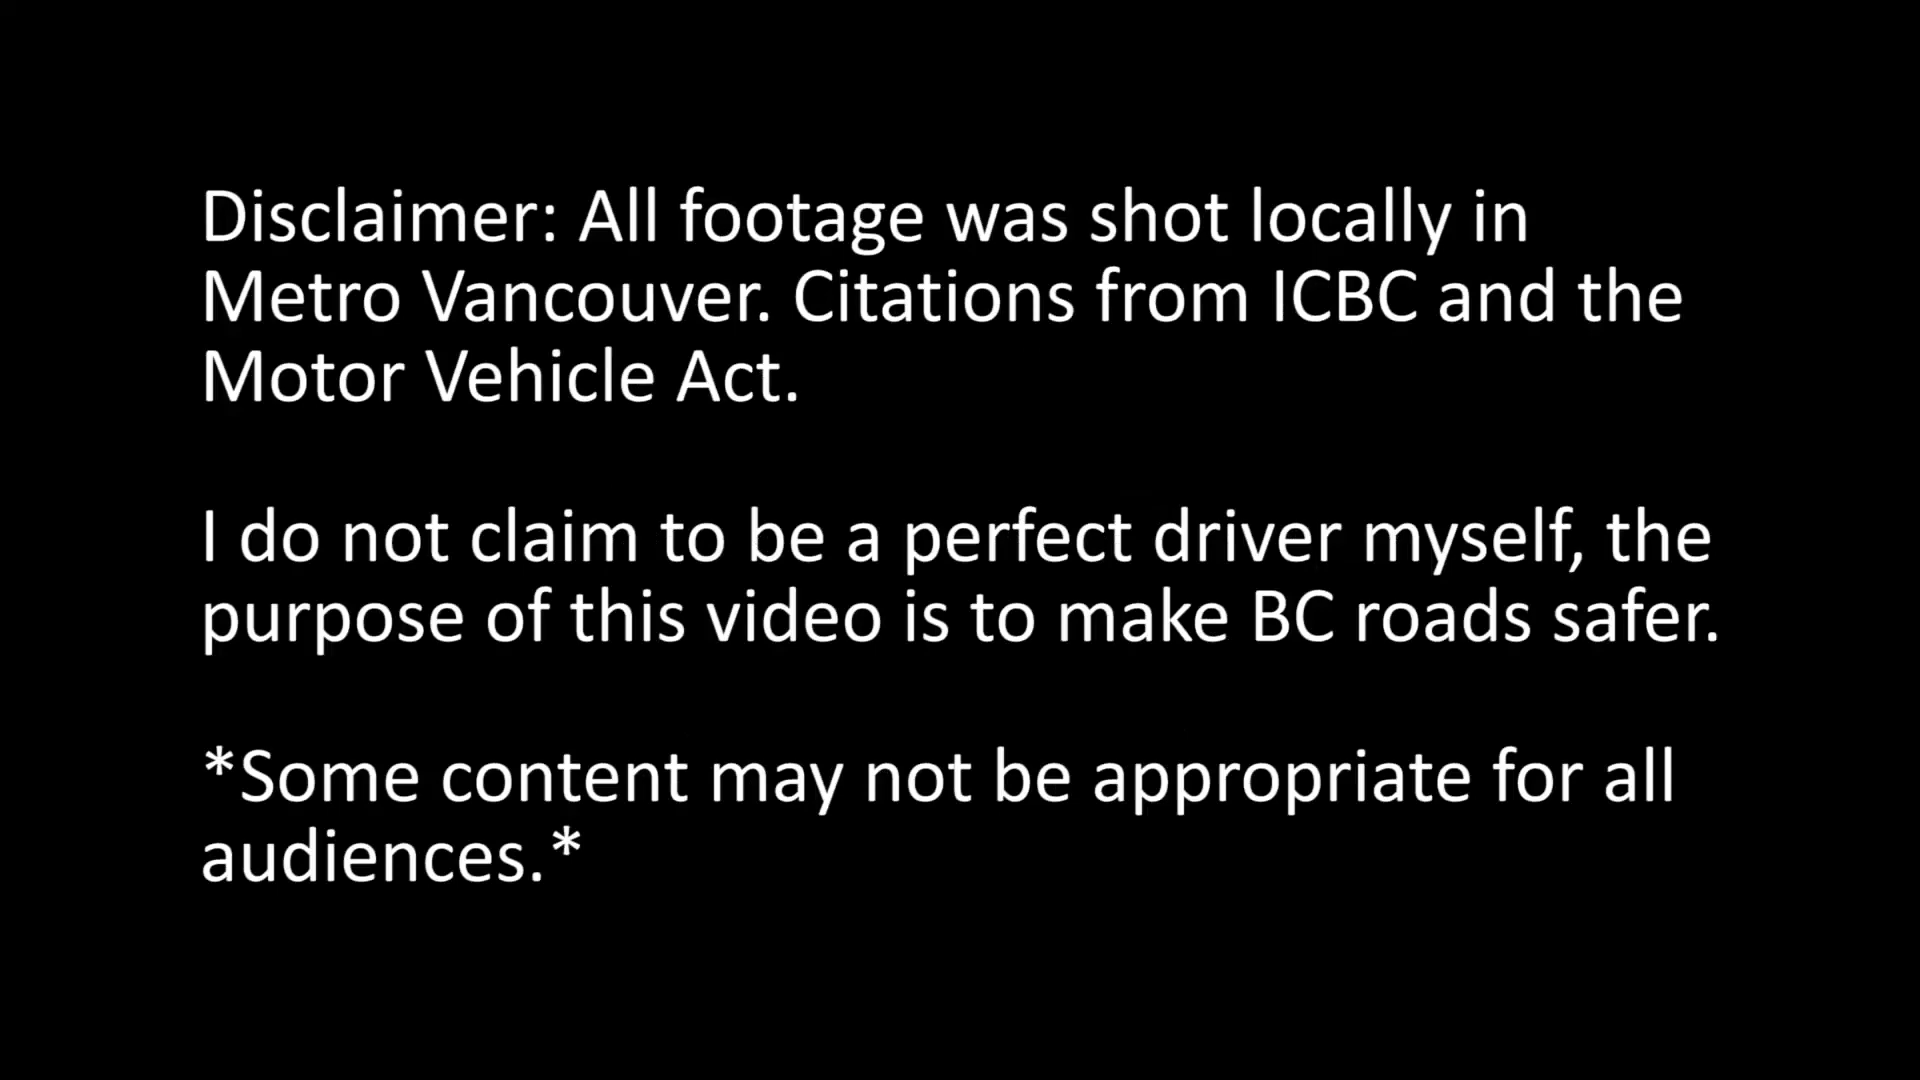 Disclaimer: All footage was shot locally in
Metro Vancouver. Citations from ICBC and the
Motor Vehicle Act.
I do not claim to be a perfect driver myself, the
purpose of this video is to make BC roads safer.
*Some content may not be appropriate for all
audiences.*